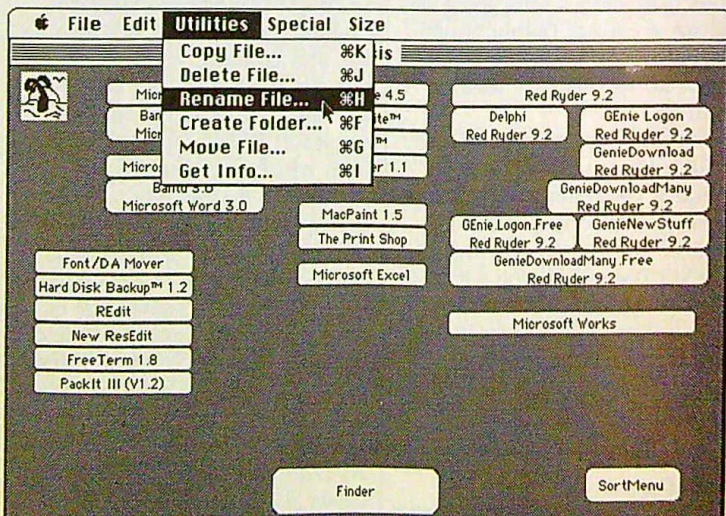 File Edit Utilities Special Size
Copy File... ⌘K
Delete File... ⌘J
Rename File... ⌘H
Create Folder... ⌘F
Move File... ⌘G
Get Info... ⌘I
4.5
1.1
Microsoft Word 3.0
MacPaint 1.5
The Print Shop
Microsoft Excel
Red Ryder 9.2
Delphi
Red Ryder 9.2
GEnie Logon
Red Ryder 9.2
GenieDownload
Red Ryder 9.2
GenieDownloadMany
Red Ryder 9.2
GEnie.Logon.Free
Red Ryder 9.2
GenieNewStuff
Red Ryder 9.2
GenieDownloadMany.Free
Red Ryder 9.2
Microsoft Works
Font/DA Mover
Hard Disk Backup™ 1.2
REdit
New ResEdit
FreeTerm 1.8
PackIt III (V1.2)
Finder
SortMenu